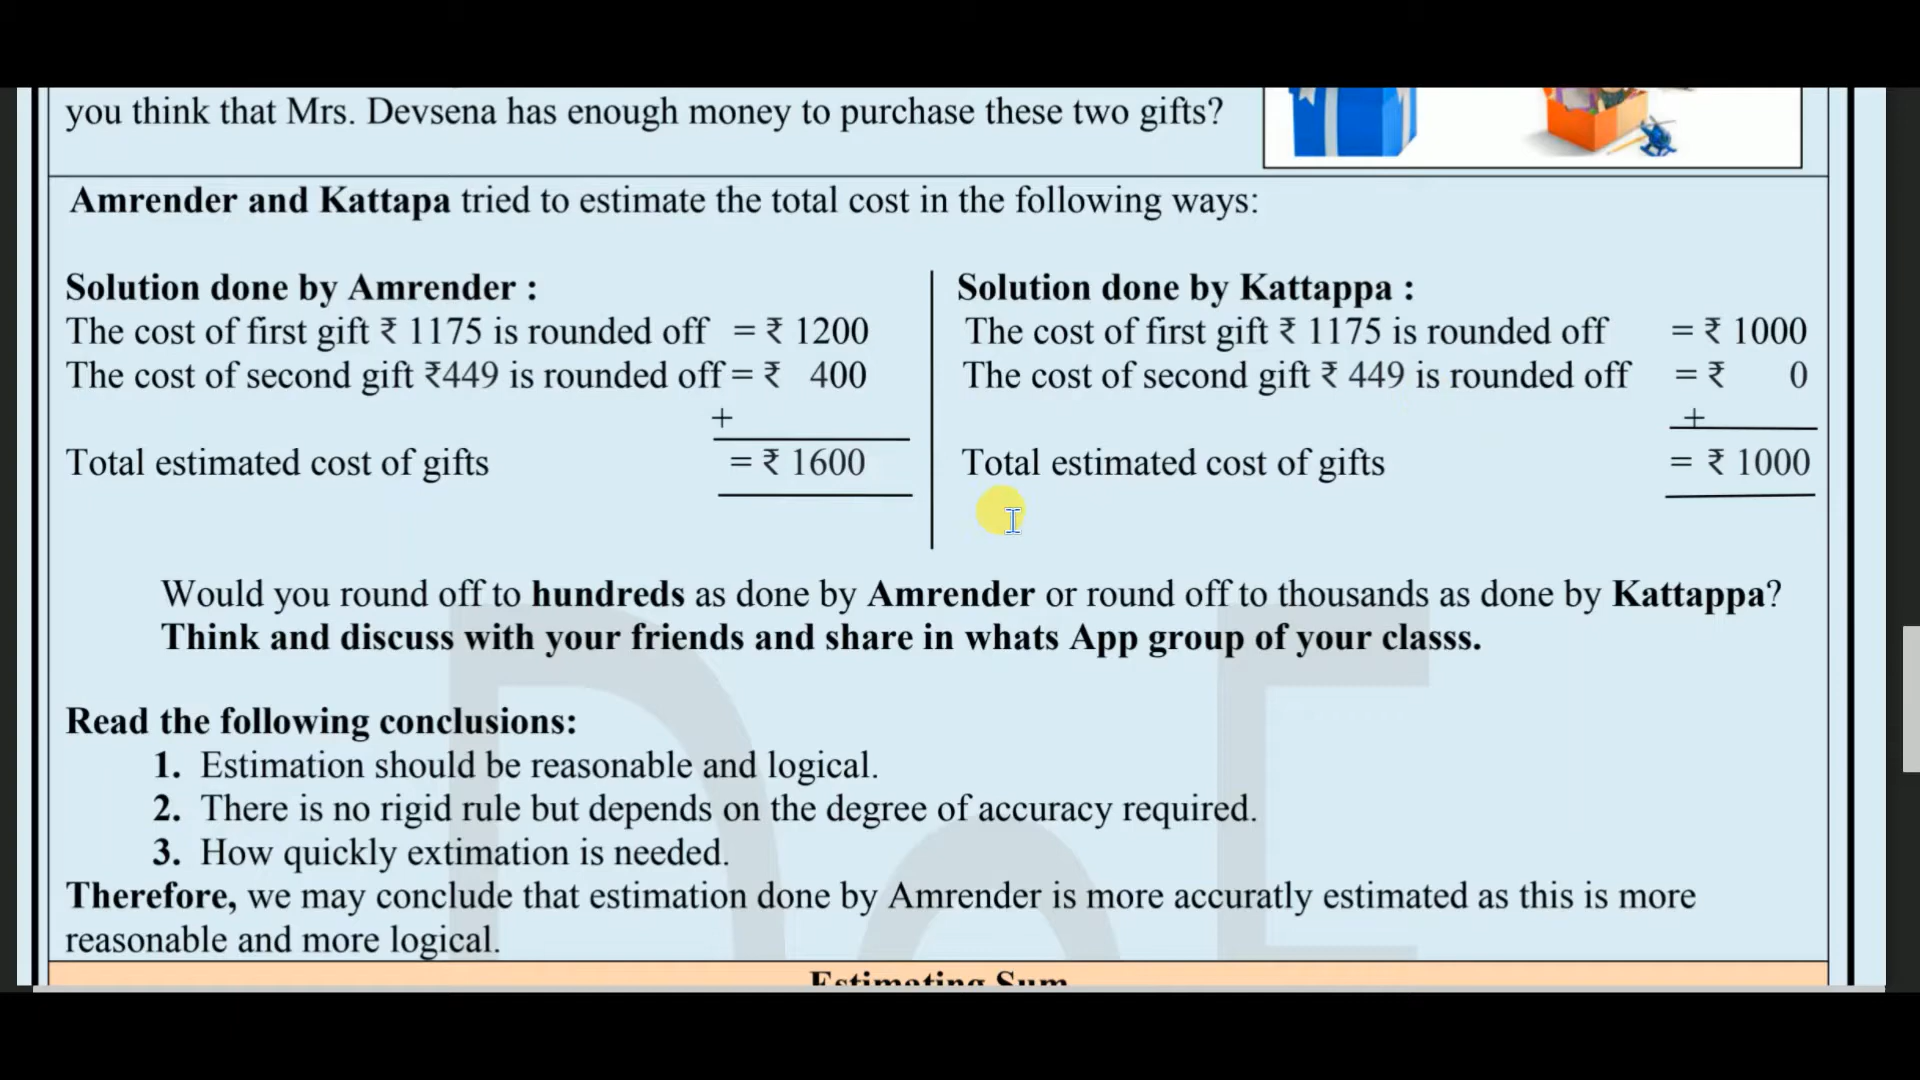 you think that Mrs. Devsena has enough money to purchase these two gifts?
Amrender and Kattapa tried to estimate the total cost in the following ways:
Solution done by Amrender :
The cost of first gift ₹ 1175 is rounded off = ₹ 1200
The cost of second gift ₹449 is rounded off = ₹ 400
+
Total estimated cost of gifts = ₹ 1600
Solution done by Kattappa :
The cost of first gift ₹ 1175 is rounded off = ₹ 1000
The cost of second gift ₹ 449 is rounded off = ₹ 0
+
Total estimated cost of gifts = ₹ 1000
Would you round off to hundreds as done by Amrender or round off to thousands as done by Kattappa?
Think and discuss with your friends and share in whats App group of your classs.
Read the following conclusions:
1. Estimation should be reasonable and logical.
2. There is no rigid rule but depends on the degree of accuracy required.
3. How quickly extimation is needed.
Therefore, we may conclude that estimation done by Amrender is more accuratly estimated as this is more
reasonable and more logical.
Estimating Sum